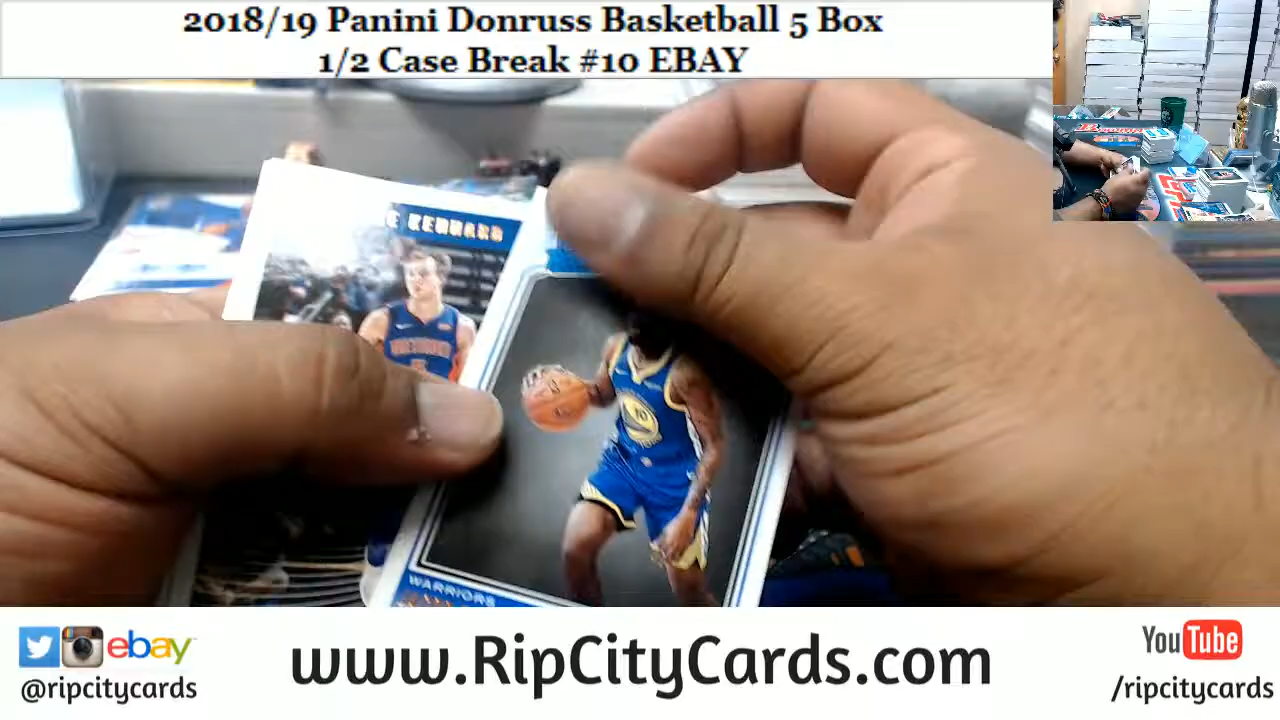 2018/19 Panini Donruss Basketball 5 Box
1/2 Case Break #10 EBAY
E KENNARD
10
WARRIORS
ebay
@ripcitycards
www.RipCityCards.com
YouTube
/ripcitycards